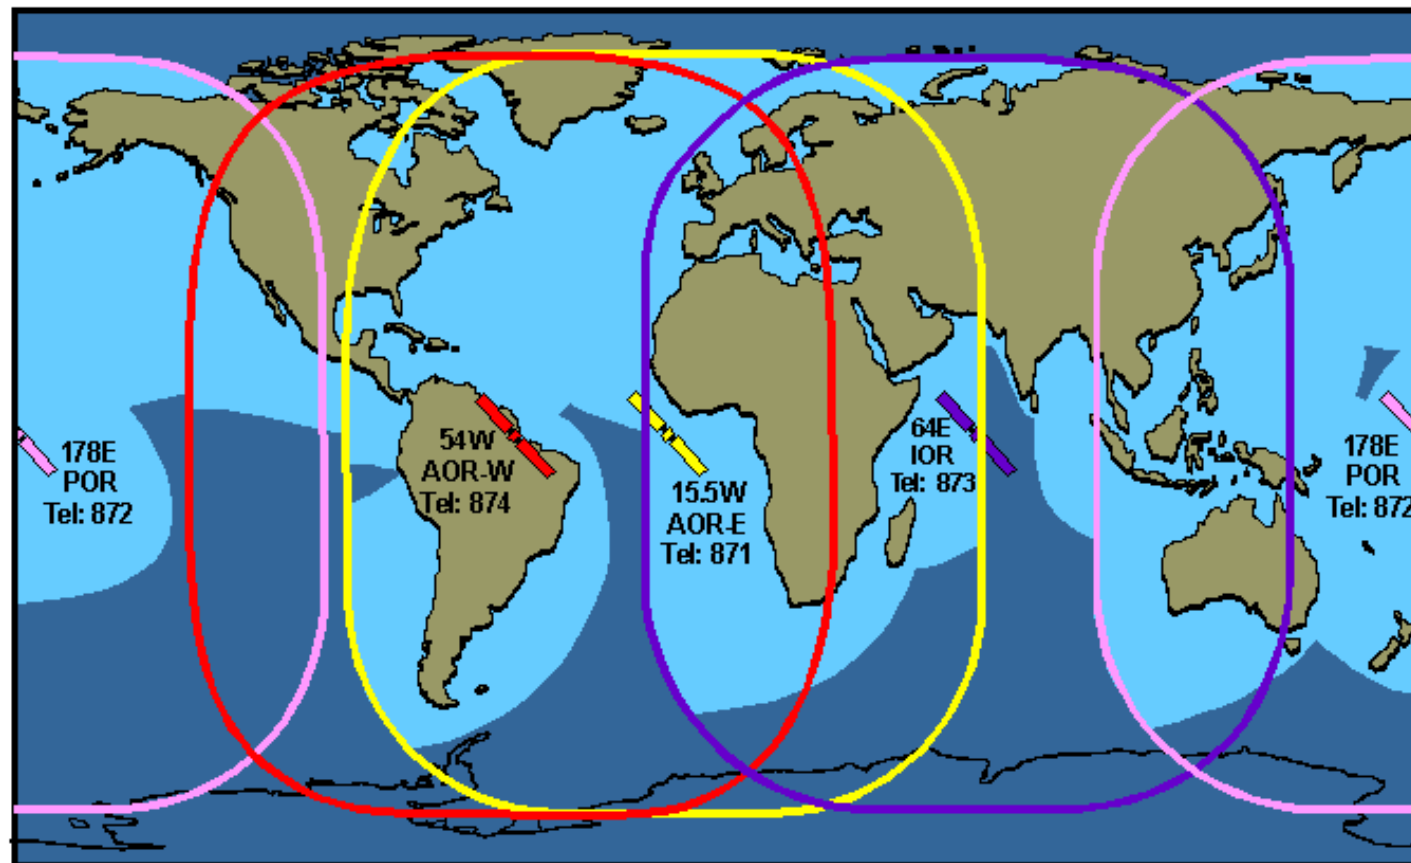 178E
POR
Tel: 872
54W
AOR-W
Tel: 874
15.5W
AOR-E
Tel: 871
64E
IOR
Tel: 873
178E
POR
Tel: 872